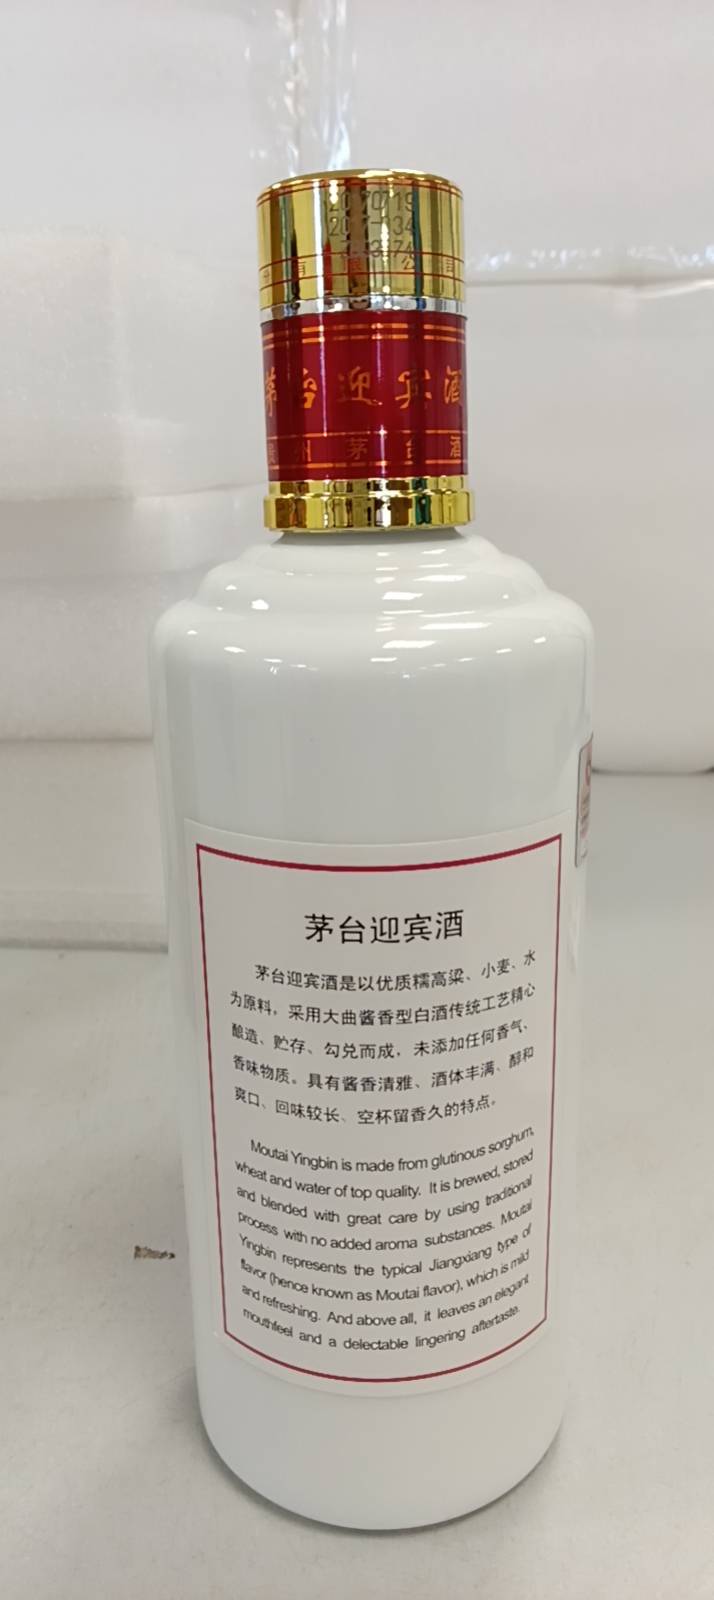 茅台迎宾酒
贵州茅台酒
茅台迎宾酒
茅台迎宾酒是以优质糯高粱、小麦、水
为原料，采用大曲酱香型白酒传统工艺精心
酿造、贮存、勾兑而成，未添加任何香气、
香味物质。具有酱香清雅、酒体丰满、醇和
爽口、回味较长、空杯留香久的特点。
Moutai Yingbin is made from glutinous sorghum,
wheat and water of top quality. It is brewed, stored
and blended with great care by using traditional
process with no added aroma substances. Moutai
Yingbin represents the typical Jiangxiang type of
flavor (hence known as Moutai flavor), which is mild
and refreshing. And above all, it leaves an elegant
mouthfeel and a delectable lingering aftertaste.